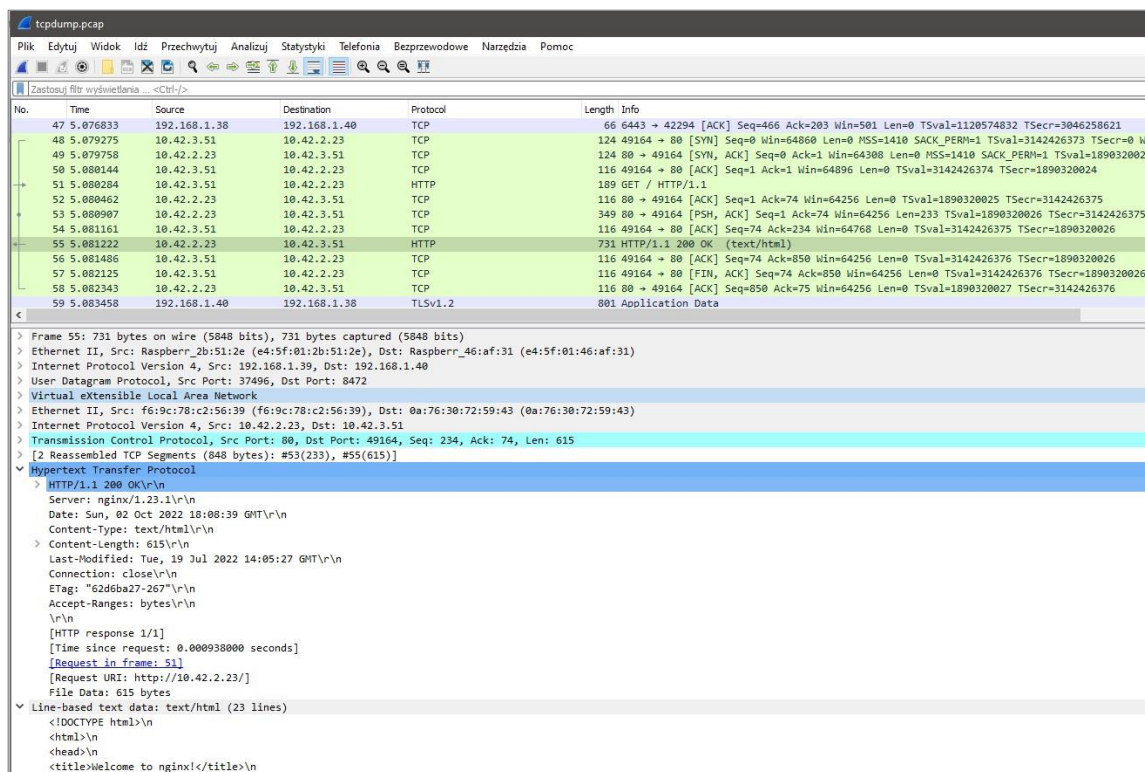 tcpdump.pcap
Plik Edytuj Widok Idź Przechwytuj Analizuj Statystyki Telefonia Bezprzewodowe Narzędzia Pomoc
Zastosuj filtr wyświetlania ... <Ctrl-/>
No. Time Source Destination Protocol Length Info
47 5.076833 192.168.1.38 192.168.1.40 TCP 66 6443 → 42294 [ACK] Seq=466 Ack=203 Win=501 Len=0 TSval=1120574832 TSecr=3046258621
48 5.079275 10.42.3.51 10.42.2.23 TCP 124 49164 → 80 [SYN] Seq=0 Win=64860 Len=0 MSS=1410 SACK_PERM=1 TSval=3142426373 TSecr=0 W
49 5.079758 10.42.2.23 10.42.3.51 TCP 124 80 → 49164 [SYN, ACK] Seq=0 Ack=1 Win=64308 Len=0 MSS=1410 SACK_PERM=1 TSval=189032002
50 5.080144 10.42.3.51 10.42.2.23 TCP 116 49164 → 80 [ACK] Seq=1 Ack=1 Win=64896 Len=0 TSval=3142426374 TSecr=1890320024
51 5.080284 10.42.3.51 10.42.2.23 HTTP 189 GET / HTTP/1.1
52 5.080462 10.42.2.23 10.42.3.51 TCP 116 80 → 49164 [ACK] Seq=1 Ack=74 Win=64256 Len=0 TSval=1890320025 TSecr=3142426375
53 5.080907 10.42.2.23 10.42.3.51 TCP 349 80 → 49164 [PSH, ACK] Seq=1 Ack=74 Win=64256 Len=233 TSval=1890320026 TSecr=3142426375
54 5.081161 10.42.3.51 10.42.2.23 TCP 116 49164 → 80 [ACK] Seq=74 Ack=234 Win=64768 Len=0 TSval=3142426375 TSecr=1890320026
55 5.081222 10.42.2.23 10.42.3.51 HTTP 731 HTTP/1.1 200 OK (text/html)
56 5.081486 10.42.3.51 10.42.2.23 TCP 116 49164 → 80 [ACK] Seq=74 Ack=850 Win=64256 Len=0 TSval=3142426376 TSecr=1890320026
57 5.082125 10.42.3.51 10.42.2.23 TCP 116 49164 → 80 [FIN, ACK] Seq=74 Ack=850 Win=64256 Len=0 TSval=3142426376 TSecr=1890320026
58 5.082343 10.42.2.23 10.42.3.51 TCP 116 80 → 49164 [ACK] Seq=850 Ack=75 Win=64256 Len=0 TSval=1890320027 TSecr=3142426376
59 5.083458 192.168.1.40 192.168.1.38 TLSv1.2 801 Application Data
Frame 55: 731 bytes on wire (5848 bits), 731 bytes captured (5848 bits)
Ethernet II, Src: Raspberr_2b:51:2e (e4:5f:01:2b:51:2e), Dst: Raspberr_46:af:31 (e4:5f:01:46:af:31)
Internet Protocol Version 4, Src: 192.168.1.39, Dst: 192.168.1.40
User Datagram Protocol, Src Port: 37496, Dst Port: 8472
Virtual eXtensible Local Area Network
Ethernet II, Src: f6:9c:78:c2:56:39 (f6:9c:78:c2:56:39), Dst: 0a:76:30:72:59:43 (0a:76:30:72:59:43)
Internet Protocol Version 4, Src: 10.42.2.23, Dst: 10.42.3.51
Transmission Control Protocol, Src Port: 80, Dst Port: 49164, Seq: 234, Ack: 74, Len: 615
[2 Reassembled TCP Segments (848 bytes): #53(233), #55(615)]
Hypertext Transfer Protocol
HTTP/1.1 200 OK\r\n
Server: nginx/1.23.1\r\n
Date: Sun, 02 Oct 2022 18:08:39 GMT\r\n
Content-Type: text/html\r\n
Content-Length: 615\r\n
Last-Modified: Tue, 19 Jul 2022 14:05:27 GMT\r\n
Connection: close\r\n
ETag: "62d6ba27-267"\r\n
Accept-Ranges: bytes\r\n
\r\n
[HTTP response 1/1]
[Time since request: 0.000938000 seconds]
[Request in frame: 51]
[Request URI: http://10.42.2.23/]
File Data: 615 bytes
Line-based text data: text/html (23 lines)
<!DOCTYPE html>\n
<html>\n
<head>\n
<title>Welcome to nginx!</title>\n